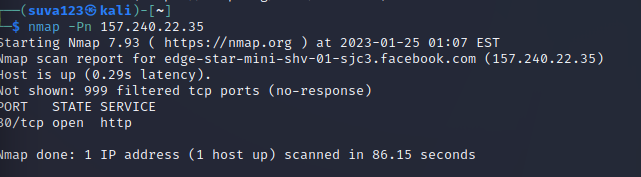 (suva123㉿kali)-[~]
$ nmap -Pn 157.240.22.35
Starting Nmap 7.93 ( https://nmap.org ) at 2023-01-25 01:07 EST
Nmap scan report for edge-star-mini-shv-01-sjc3.facebook.com (157.240.22.35)
Host is up (0.29s latency).
Not shown: 999 filtered tcp ports (no-response)
PORT   STATE SERVICE
80/tcp open  http
Nmap done: 1 IP address (1 host up) scanned in 86.15 seconds